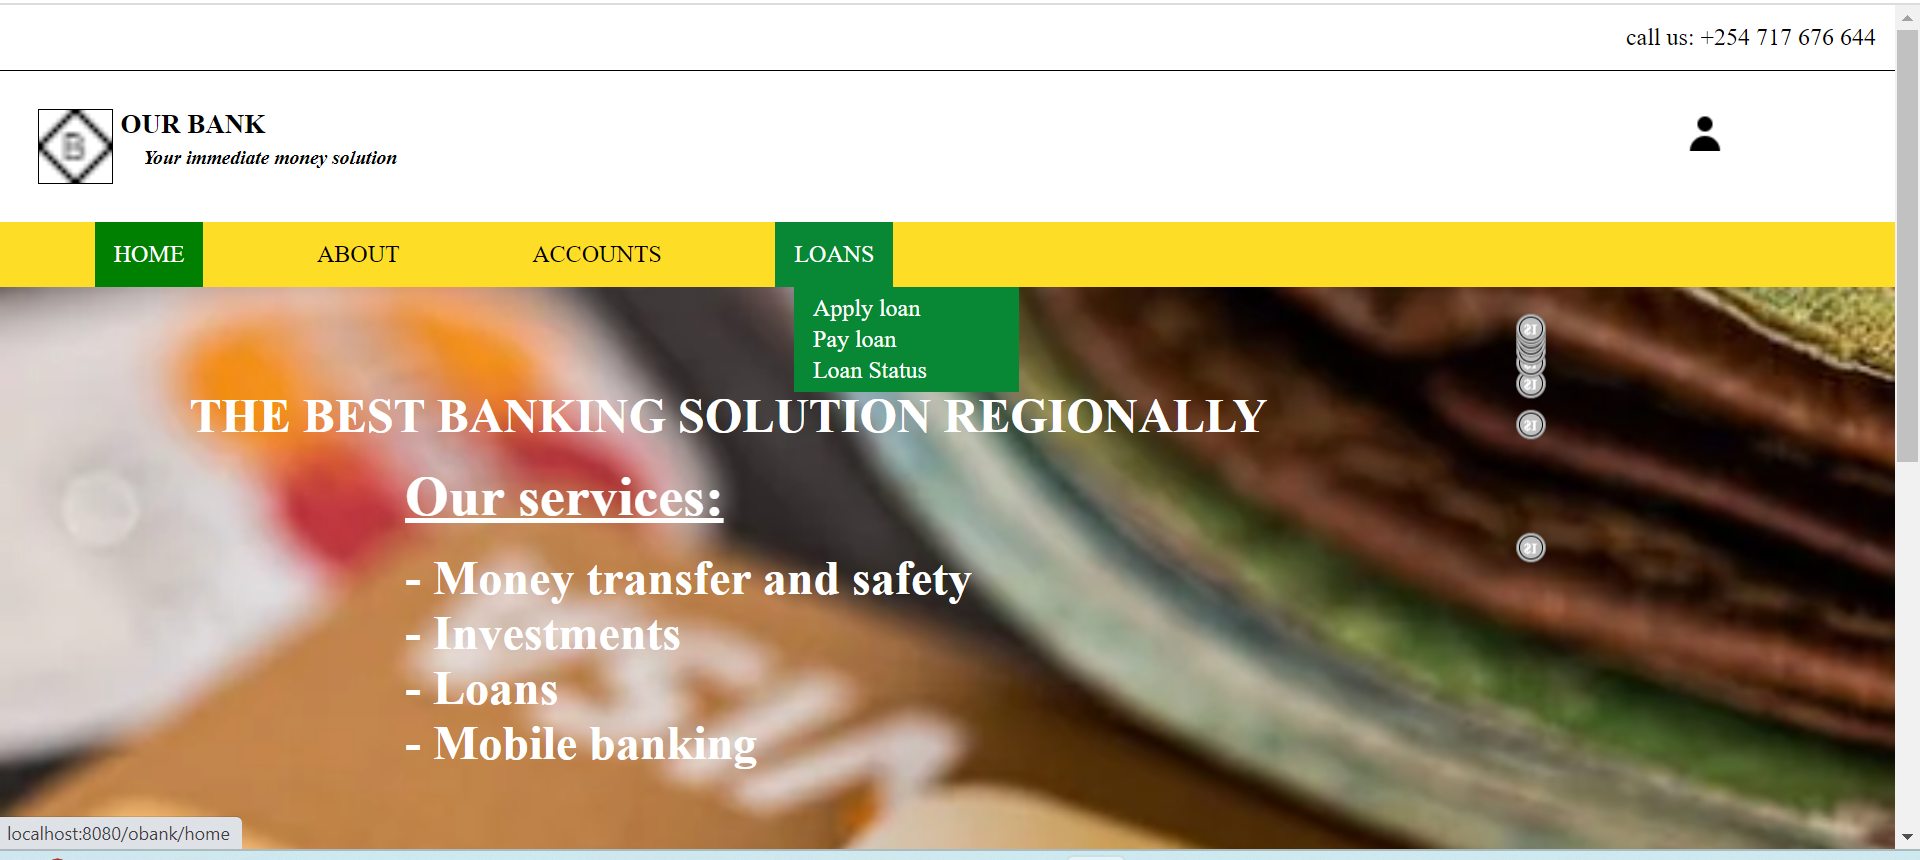 call us: +254 717 676 644
B
OUR BANK
Your immediate money solution
HOME ABOUT ACCOUNTS LOANS
Apply loan
Pay loan
Loan Status
THE BEST BANKING SOLUTION REGIONALLY
Our services:
- Money transfer and safety
- Investments
- Loans
- Mobile banking
localhost:8080/obank/home